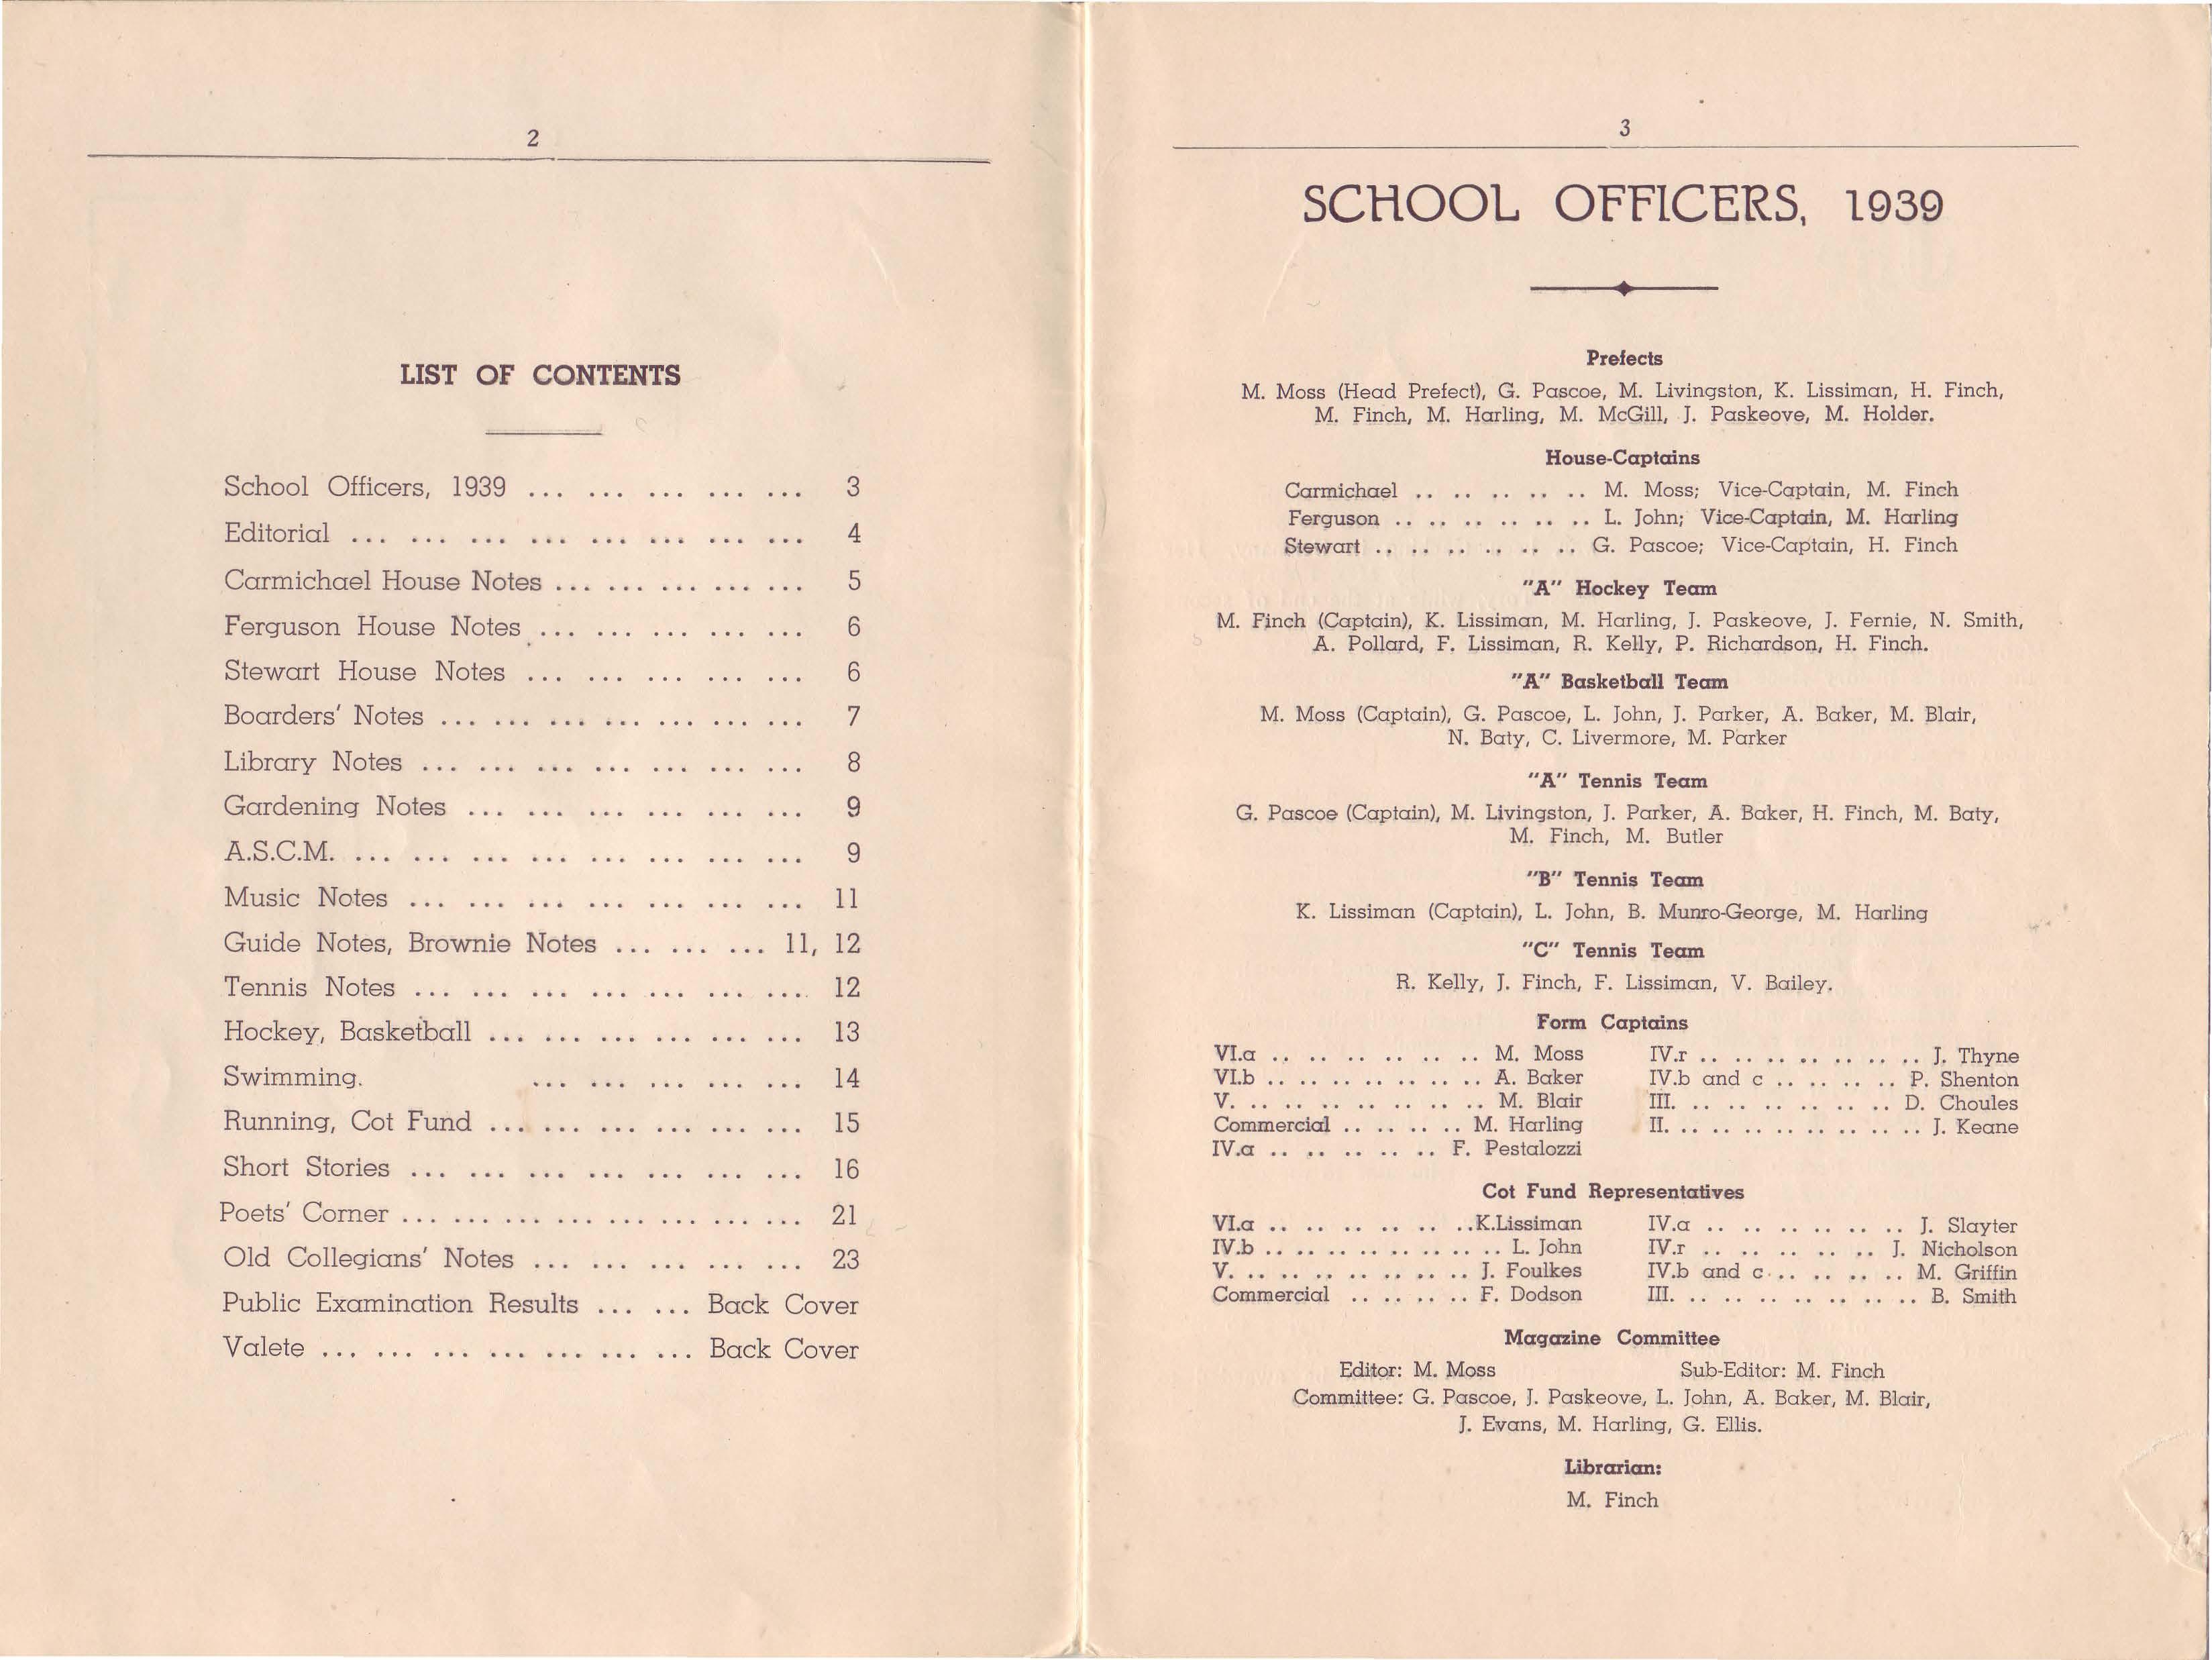 2
LIST OF CONTENTS
School Officers, 1939 ... ... ... ... ... 3
Editorial ... ... ... ... ... ... ... ... 4
Carmichael House Notes ... ... ... ... ... 5
Ferguson House Notes ... ... ... ... ... 6
Stewart House Notes ... ... ... ... ... 6
Boarders' Notes ... ... ... ... ... ... ... 7
Library Notes ... ... ... ... ... ... ... 8
Gardening Notes ... ... ... ... ... ... 9
A.S.C.M. ... ... ... ... ... ... ... ... 9
Music Notes ... ... ... ... ... ... ... 11
Guide Notes, Brownie Notes ... ... ... 11, 12
Tennis Notes ... ... ... ... ... ... .... 12
Hockey, Basketball ... ... ... ... ... ... 13
Swimming. ... ... ... ... ... 14
Running, Cot Fund ... ... ... ... ... ... 15
Short Stories ... ... ... ... ... ... ... 16
Poets' Corner ... ... ... ... ... ... ... ... 21
Old Collegians' Notes ... ... ... ... ... 23
Public Examination Results ... ... Back Cover
Valete ... ... ... ... ... ... ... Back Cover
3
SCHOOL OFFICERS, 1939
Prefects
M. Moss (Head Prefect), G. Pascoe, M. Livingston, K. Lissiman, H. Finch,
M. Finch, M. Harling, M. McGill, J. Paskeove, M. Holder.
House-Captains
Carmichael .. .. .. .. .. M. Moss; Vice-Captain, M. Finch
Ferguson .. .. .. .. .. .. L. John; Vice-Captain, M. Harling
Stewart .. .. .. .. .. .. G. Pascoe; Vice-Captain, H. Finch
"A" Hockey Team
M. Finch (Captain), K. Lissiman, M. Harling, J. Paskeove, J. Fernie, N. Smith,
A. Pollard, F. Lissiman, R. Kelly, P. Richardson, H. Finch.
"A" Basketball Team
M. Moss (Captain), G. Pascoe, L. John, J. Parker, A. Baker, M. Blair,
N. Baty, C. Livermore, M. Parker
"A" Tennis Team
G. Pascoe (Captain), M. Livingston, J. Parker, A. Baker, H. Finch, M. Baty,
M. Finch, M. Butler
"B" Tennis Team
K. Lissiman (Captain), L. John, B. Munro-George, M. Harling
"C" Tennis Team
R. Kelly, J. Finch, F. Lissiman, V. Bailey.
Form Captains
VI.a .. .. .. .. .. .. M. Moss
VI.b .. .. .. .. .. .. A. Baker
V. .. .. .. .. .. .. .. M. Blair
Commercial .. .. .. .. M. Harling
IV.a .. .. .. .. .. F. Pestalozzi
IV.r .. .. .. .. .. .. .. J. Thyne
IV.b and c .. .. .. .. P. Shenton
III. .. .. .. .. .. .. D. Choules
II. .. .. .. .. .. .. .. J. Keane
Cot Fund Representatives
VI.a .. .. .. .. .. ..K.Lissiman
IV.b .. .. .. .. .. .. .. L. John
V. .. .. .. .. .. .. .. J. Foulkes
Commercial .. .. .. .. F. Dodson
IV.a .. .. .. .. .. .. J. Slayter
IV.r .. .. .. .. .. J. Nicholson
IV.b and c .. .. .. .. M. Griffin
III. .. .. .. .. .. .. .. B. Smith
Magazine Committee
Editor: M. Moss Sub-Editor: M. Finch
Committee: G. Pascoe, J. Paskeove, L. John, A. Baker, M. Blair,
J. Evans, M. Harling, G. Ellis.
Librarian:
M. Finch